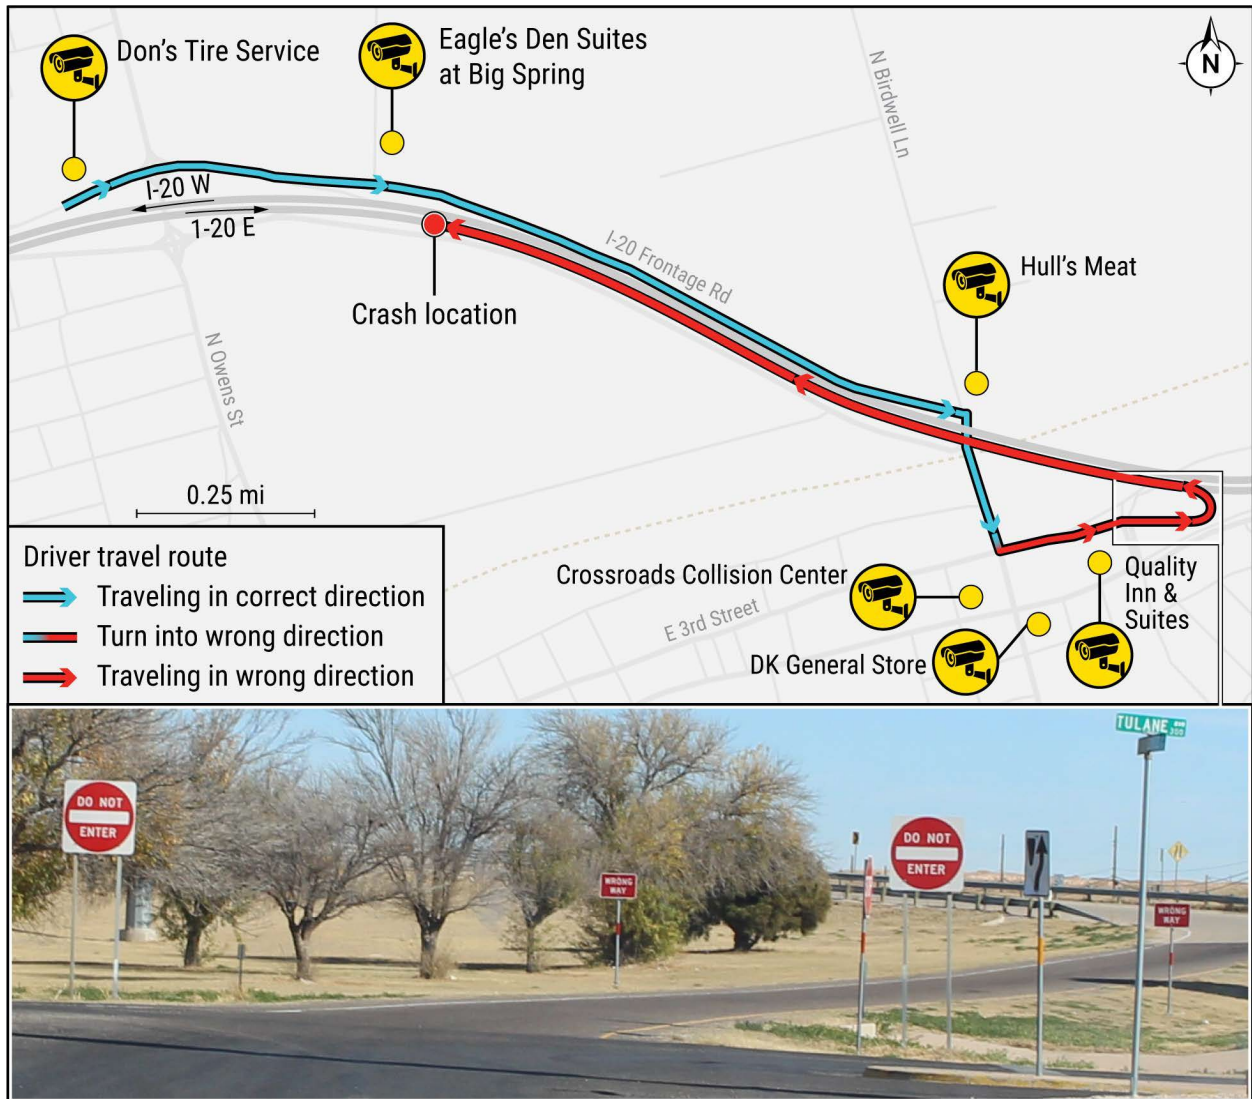 Don's Tire Service
Eagle's Den Suites
at Big Spring
N
N Birdwell Ln
I-20 W
1-20 E
I-20 Frontage Rd
Hull's Meat
Crash location
N Owens St
0.25 mi
Driver travel route
Traveling in correct direction
Turn into wrong direction
Traveling in wrong direction
Crossroads Collision Center
E 3rd Street
DK General Store
Quality
Inn &
Suites
TULANE AVE
300
DO NOT
ENTER
WRONG
WAY
DO NOT
ENTER
WRONG
WAY